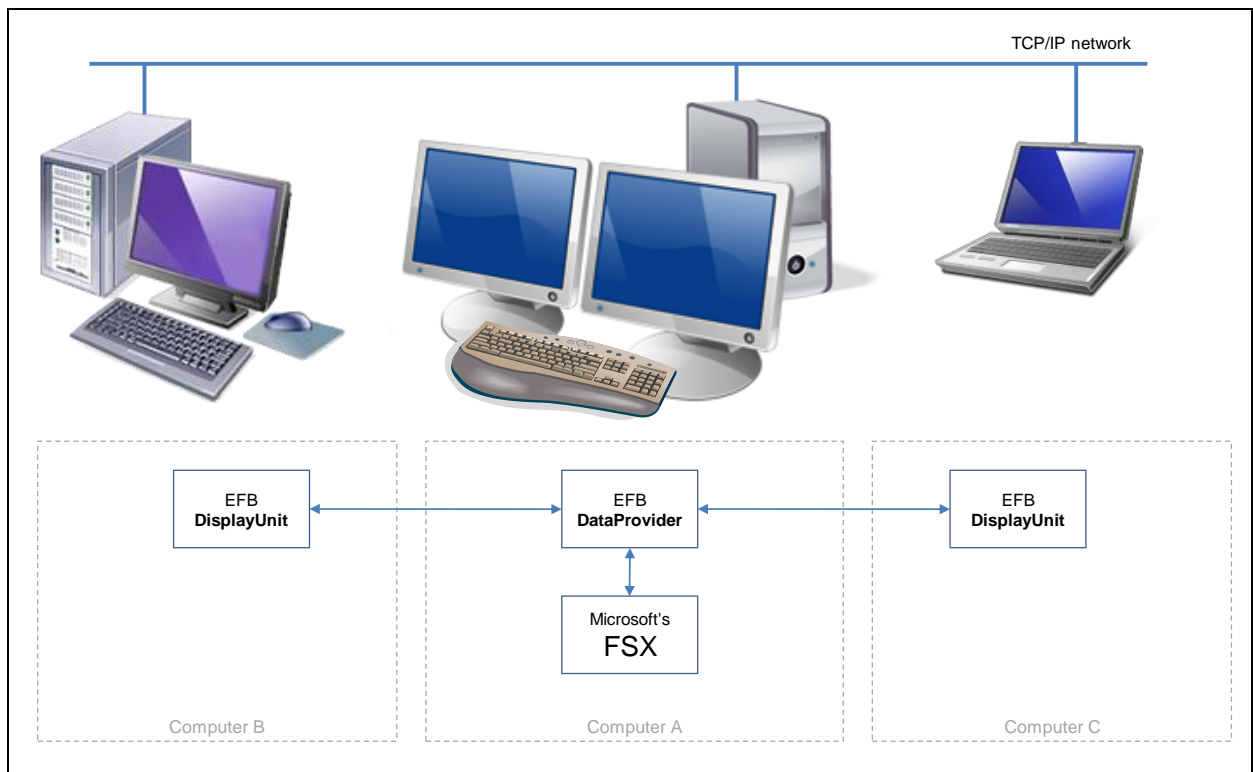 TCP/IP network
EFB
DisplayUnit
EFB
DataProvider
EFB
DisplayUnit
Microsoft's
FSX
Computer B
Computer A
Computer C